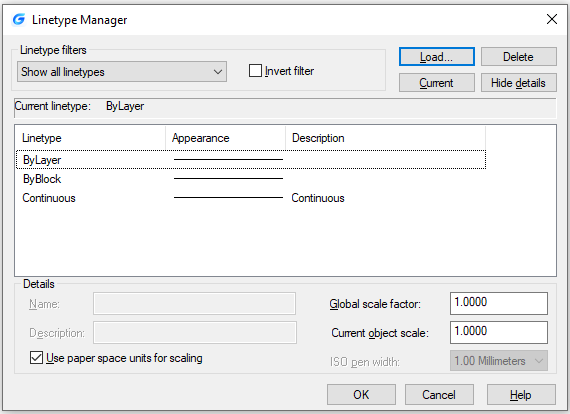 Linetype Manager
Linetype filters
Show all linetypes
Invert filter
Load...
Delete
Current
Hide details
Current linetype: ByLayer
Linetype Appearance Description
ByLayer
ByBlock
Continuous Continuous
Details
Name:
Global scale factor: 1.0000
Description:
Current object scale: 1.0000
Use paper space units for scaling
ISO pen width: 1.00 Millimeters
OK Cancel Help